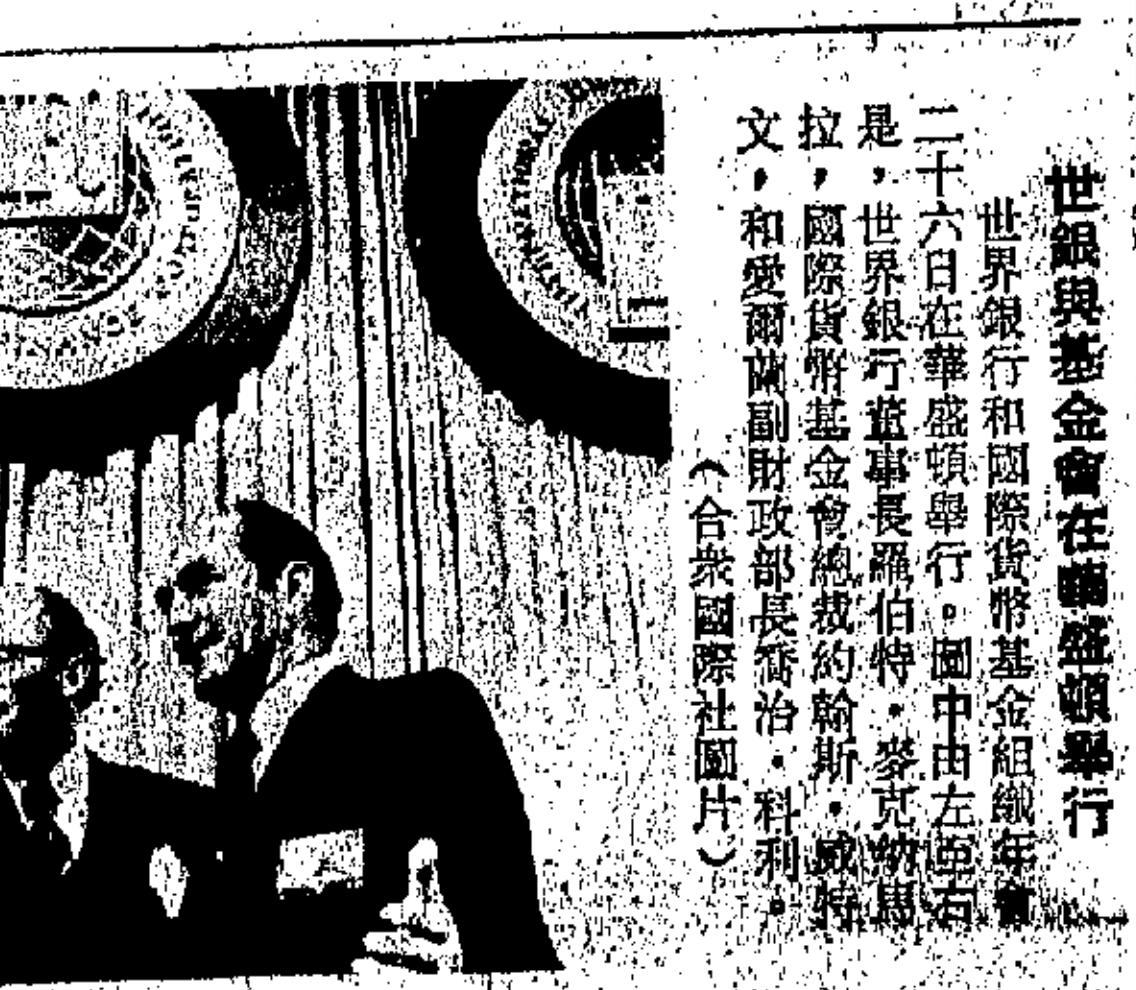 世銀與基金會在華盛頓舉行
世界銀行和國際貨幣基金組織年會
二十六日在華盛頓舉行。圖中由左至右
是，世界銀行董事長羅伯特·麥克納馬
拉，國際貨幣基金會總裁約翰斯·威特
文，和愛爾蘭副財政部長喬治·科利。
（合衆國際社圖片）